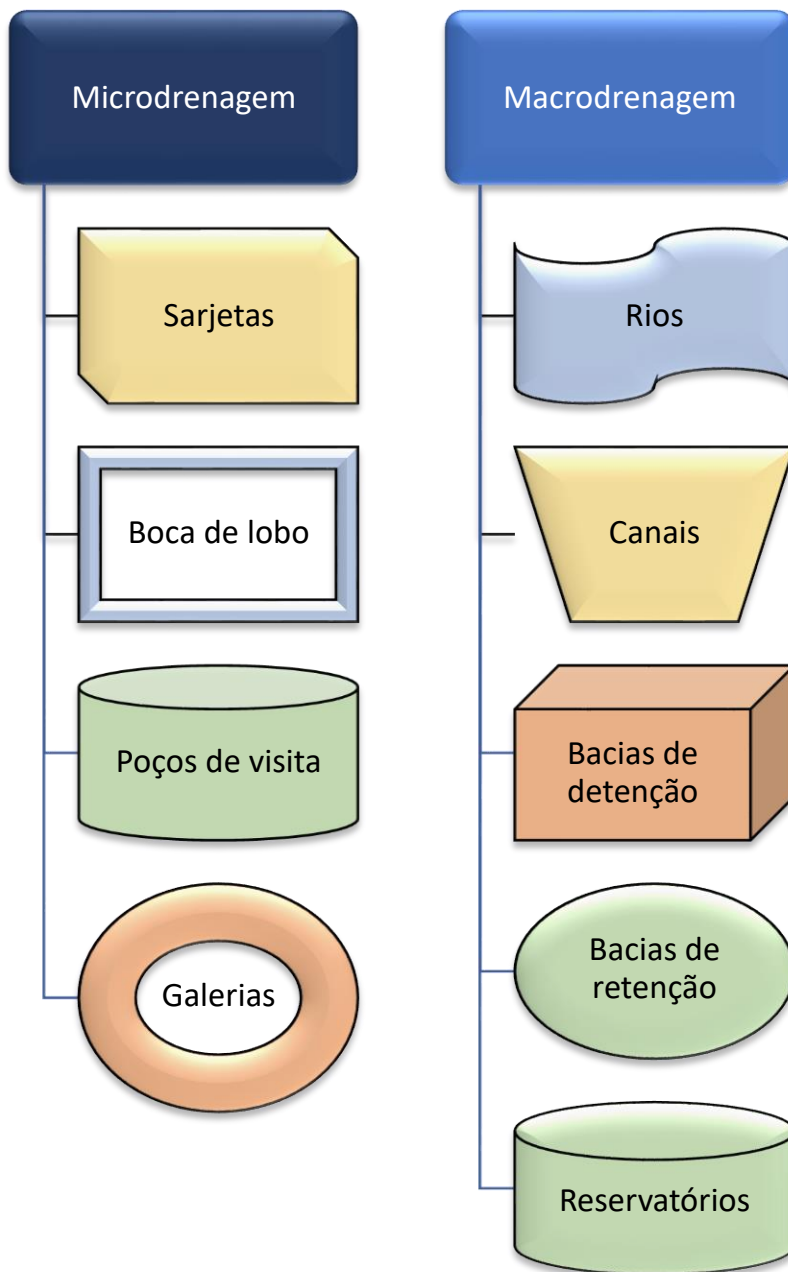 Microdrenagem
Sarjetas
Boca de lobo
Poços de visita
Galerias
Macrodrenagem
Rios
Canais
Bacias de
detenção
Bacias de
retenção
Reservatórios